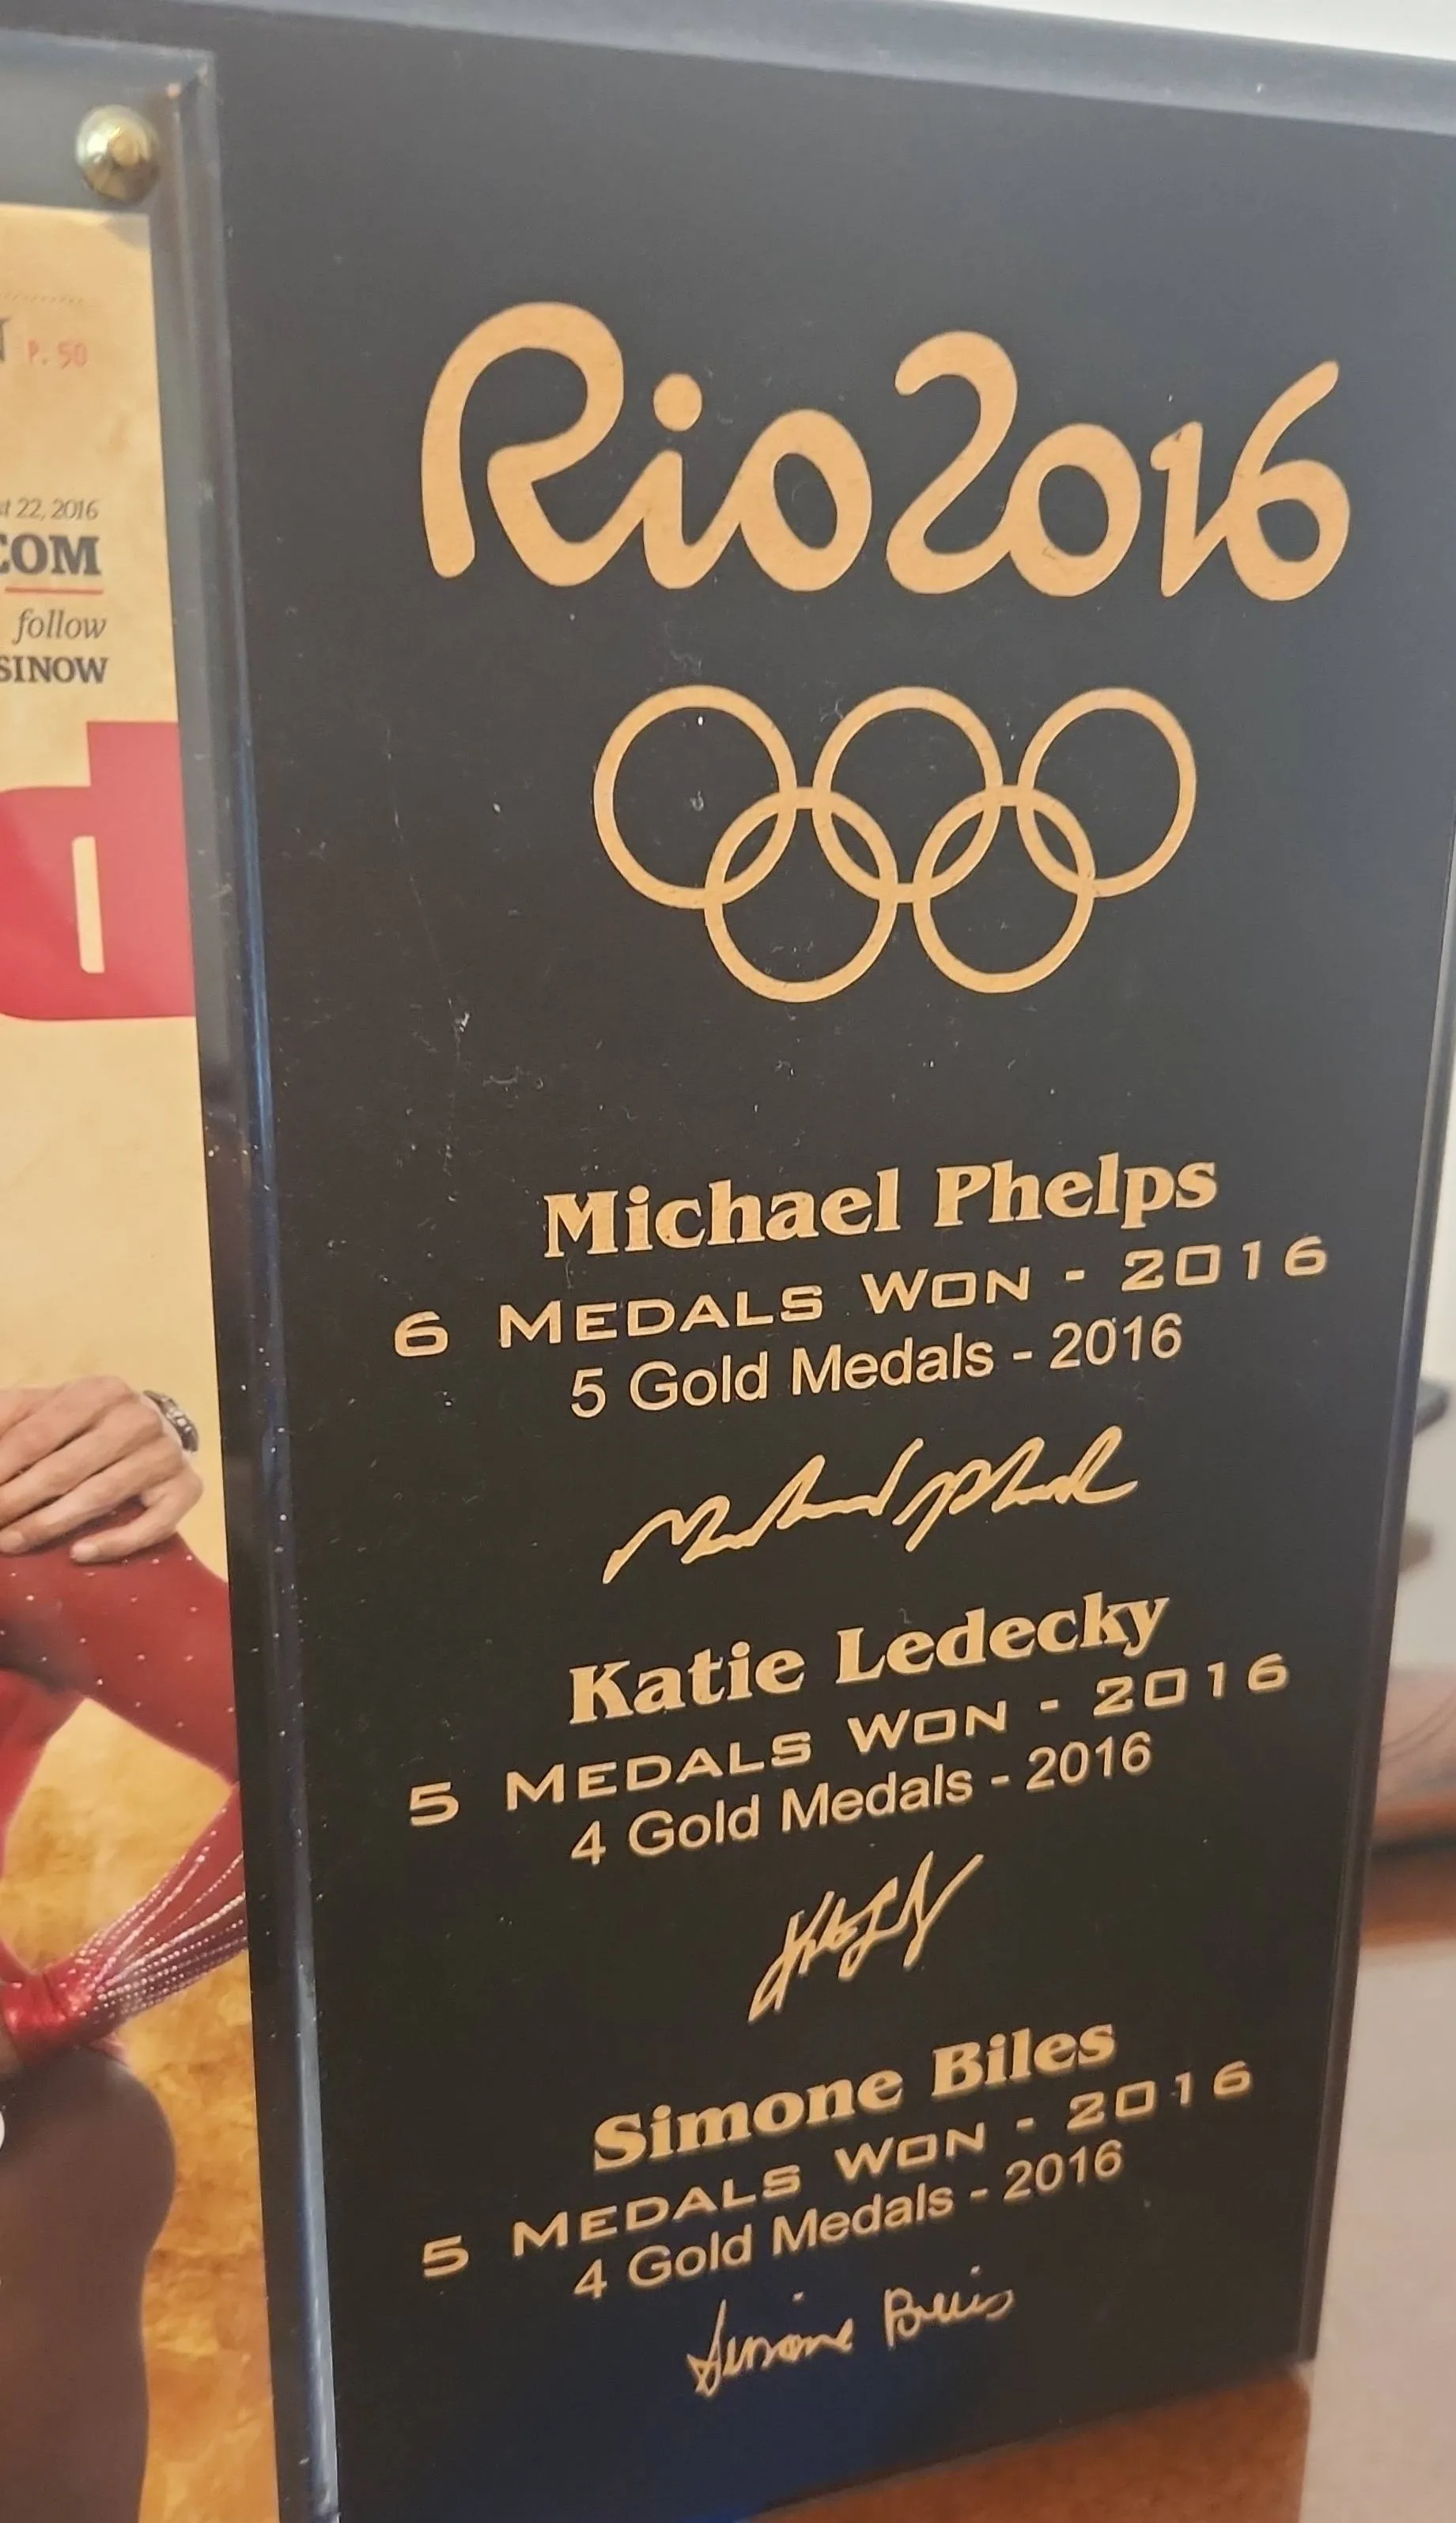 P. 50
22, 2016
COM
follow
SINOW
Rio2016
Michael Phelps
6 MEDALS WON - 2016
5 Gold Medals - 2016
Katie Ledecky
5 MEDALS WON - 2016
4 Gold Medals - 2016
Simone Biles
5 MEDALS WON - 2016
4 Gold Medals - 2016
Simone Biles